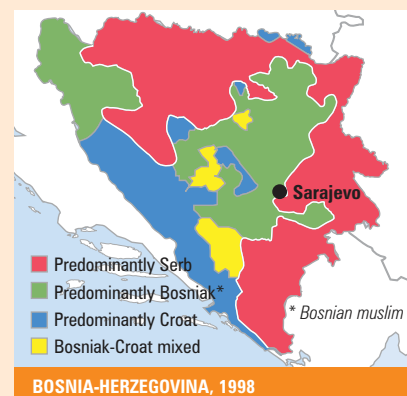 Sarajevo
Predominantly Serb
Predominantly Bosniak*
Predominantly Croat
* Bosnian muslim
Bosniak-Croat mixed
BOSNIA-HERZEGOVINA, 1998